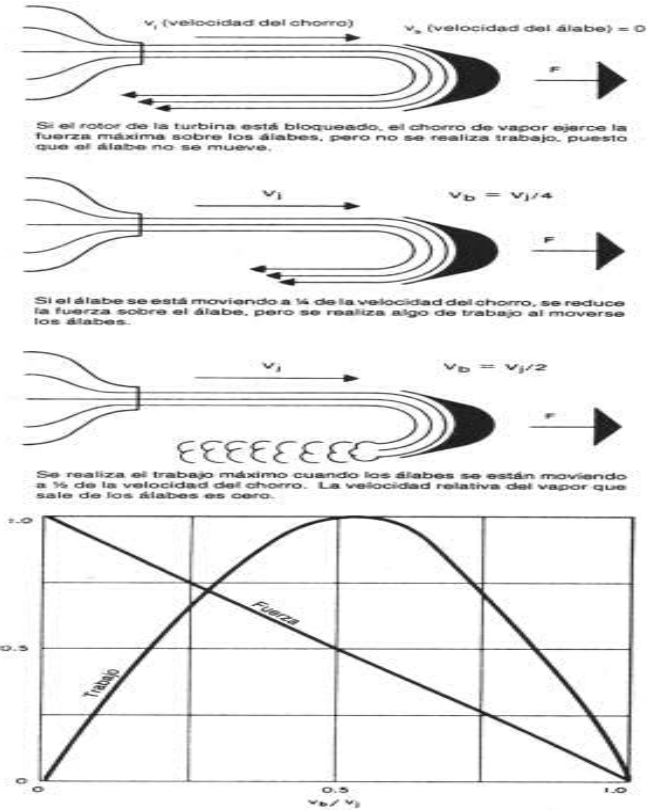 vⱼ (velocidad del chorro)
vₛ (velocidad del álabe) = 0
F
Si el rotor de la turbina está bloqueado, el chorro de vapor ejerce la
fuerza máxima sobre los álabes, pero no se realiza trabajo, puesto
que el álabe no se mueve.
Vⱼ
V_b = Vⱼ/4
F
Si el álabe se está moviendo a ¼ de la velocidad del chorro, se reduce
la fuerza sobre el álabe, pero se realiza algo de trabajo al moverse
los álabes.
Vⱼ
V_b = Vⱼ/2
F
Se realiza el trabajo máximo cuando los álabes se están moviendo
a ½ de la velocidad del chorro. La velocidad relativa del vapor que
sale de los álabes es cero.
1.0
Fuerza
0.5
Trabajo
0
0
0.5
1.0
v_b/vⱼ